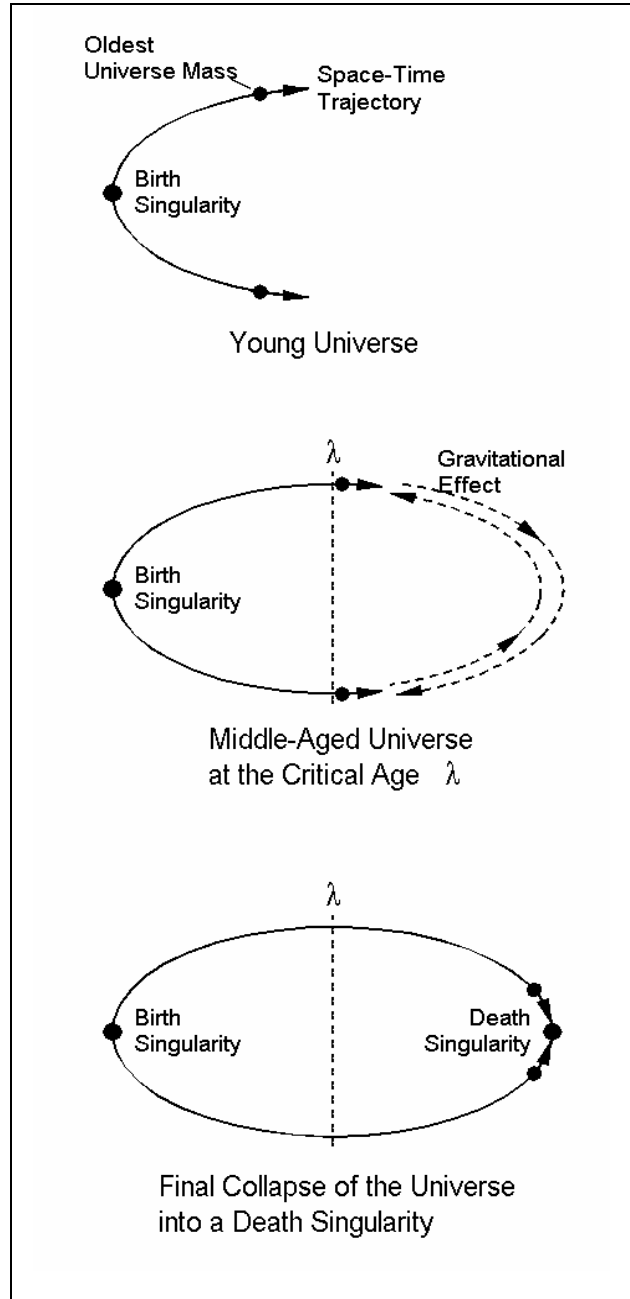 Oldest
Universe Mass
Space-Time
Trajectory
Birth
Singularity
Young Universe
λ
Gravitational
Effect
Birth
Singularity
Middle-Aged Universe
at the Critical Age λ
λ
Birth
Singularity
Death
Singularity
Final Collapse of the Universe
into a Death Singularity